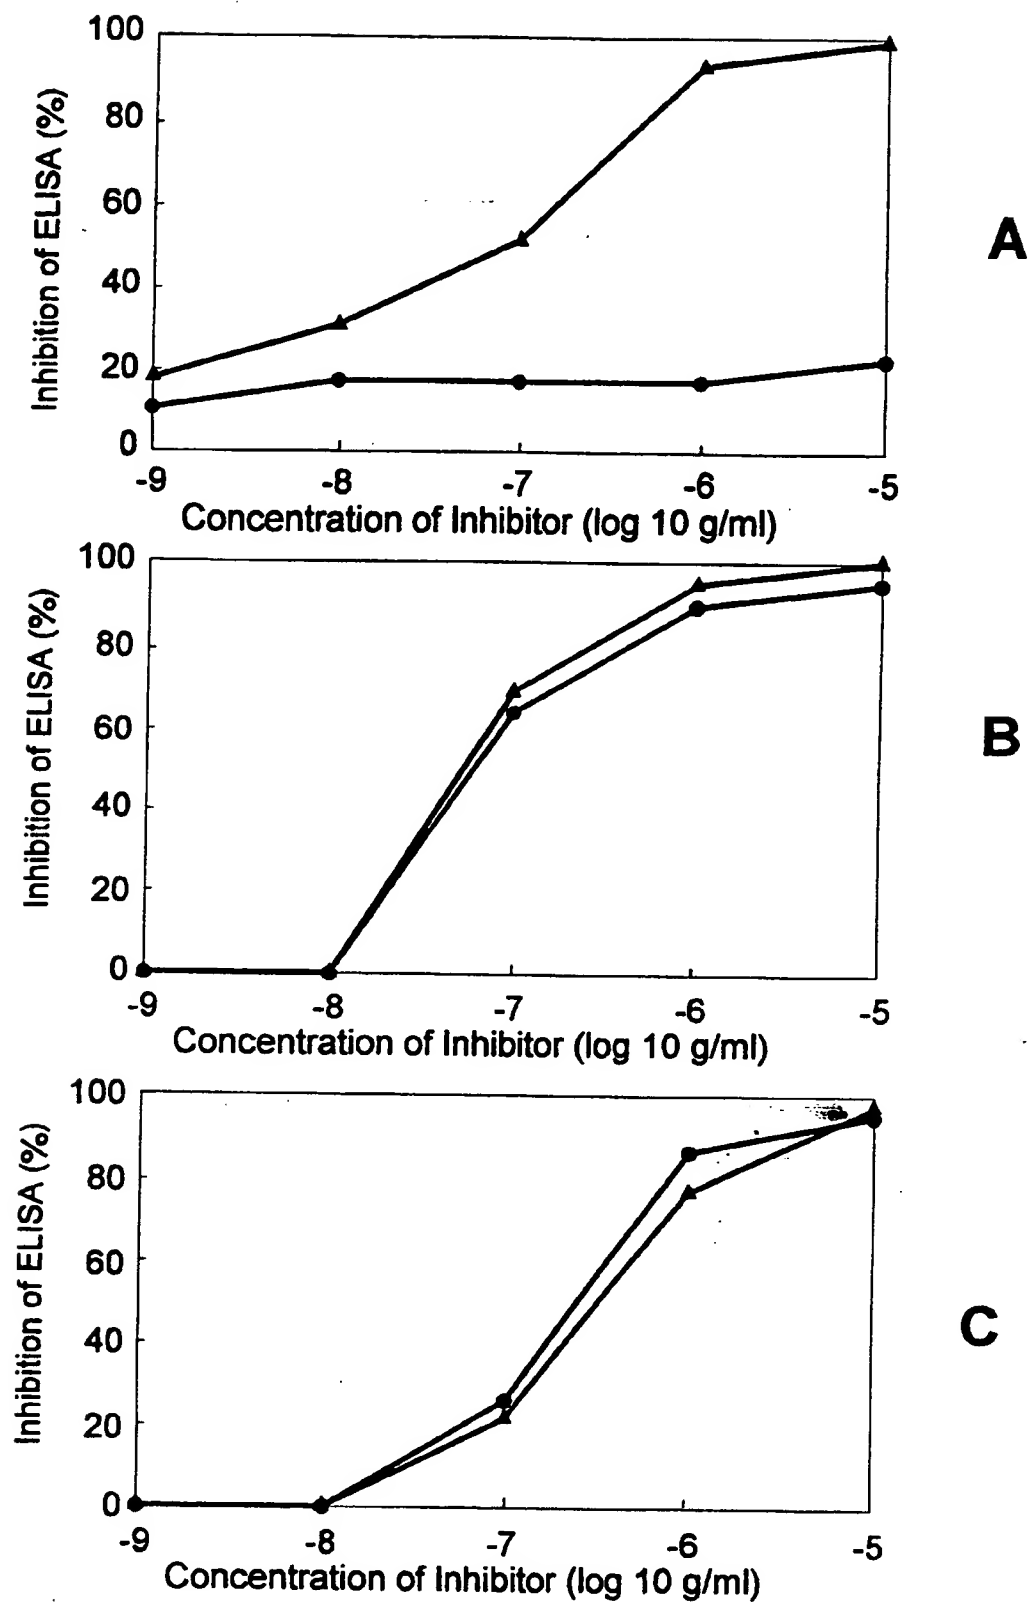 100
80
60
40
20
0
Inhibition of ELISA (%)
-9 -8 -7 -6 -5
Concentration of Inhibitor (log 10 g/ml)
A
100
80
60
40
20
0
Inhibition of ELISA (%)
-9 -8 -7 -6 -5
Concentration of Inhibitor (log 10 g/ml)
B
100
80
60
40
20
0
Inhibition of ELISA (%)
-9 -8 -7 -6 -5
Concentration of Inhibitor (log 10 g/ml)
C